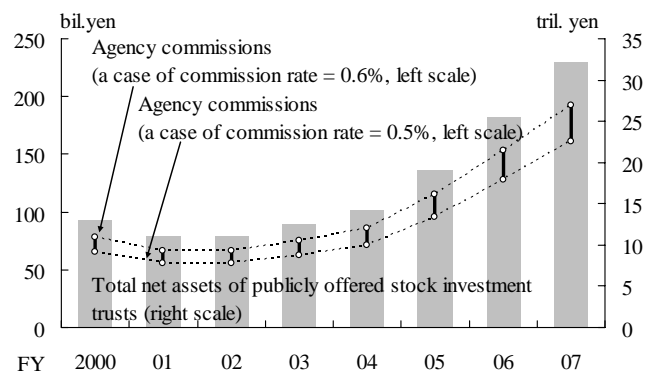 bil.yen tril. yen
250 35
Agency commissions
(a case of commission rate = 0.6%, left scale)
Agency commissions
(a case of commission rate = 0.5%, left scale)
200
150
100
50
0
30
25
20
15
10
5
0
Total net assets of publicly offered stock investment
trusts (right scale)
FY 2000 01 02 03 04 05 06 07